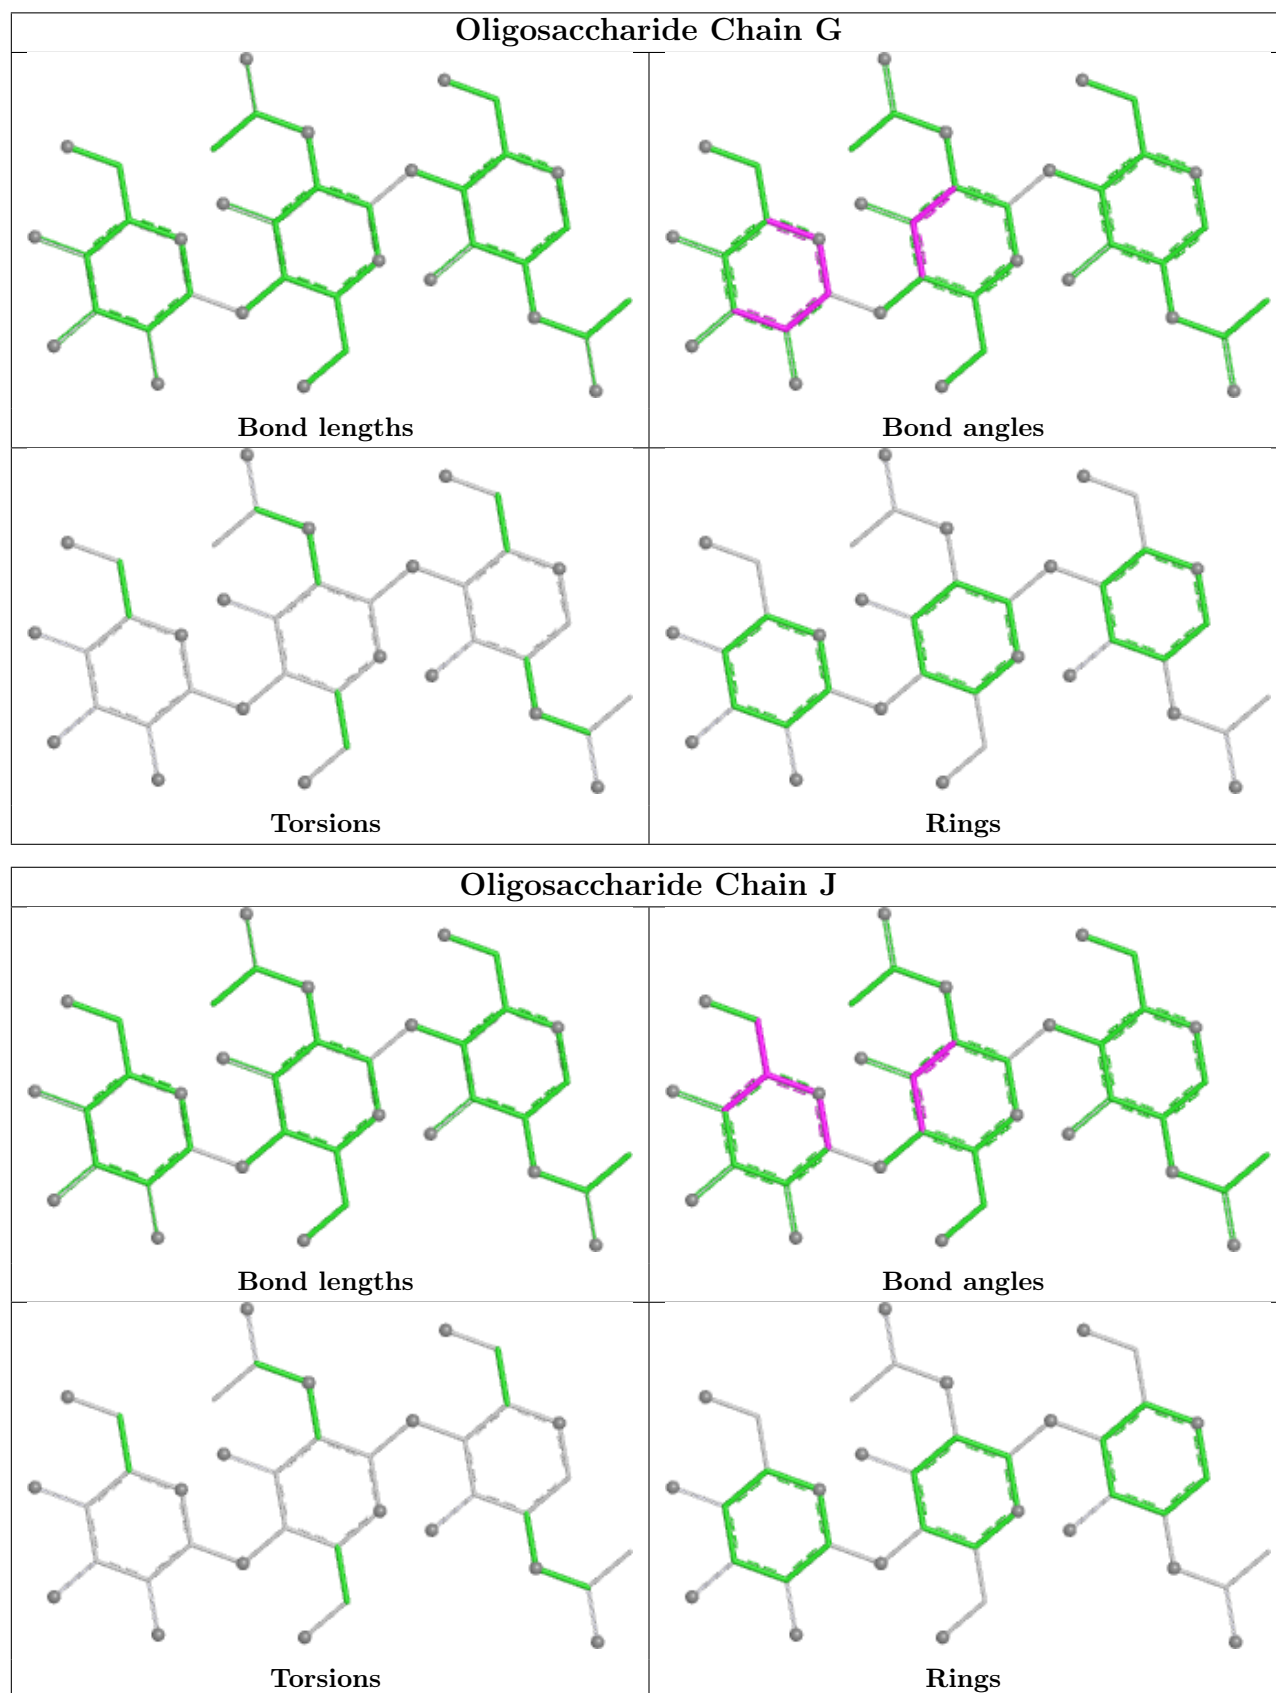 Oligosaccharide Chain G
Bond lengths
Bond angles
Torsions
Rings
Oligosaccharide Chain J
Bond lengths
Bond angles
Torsions
Rings